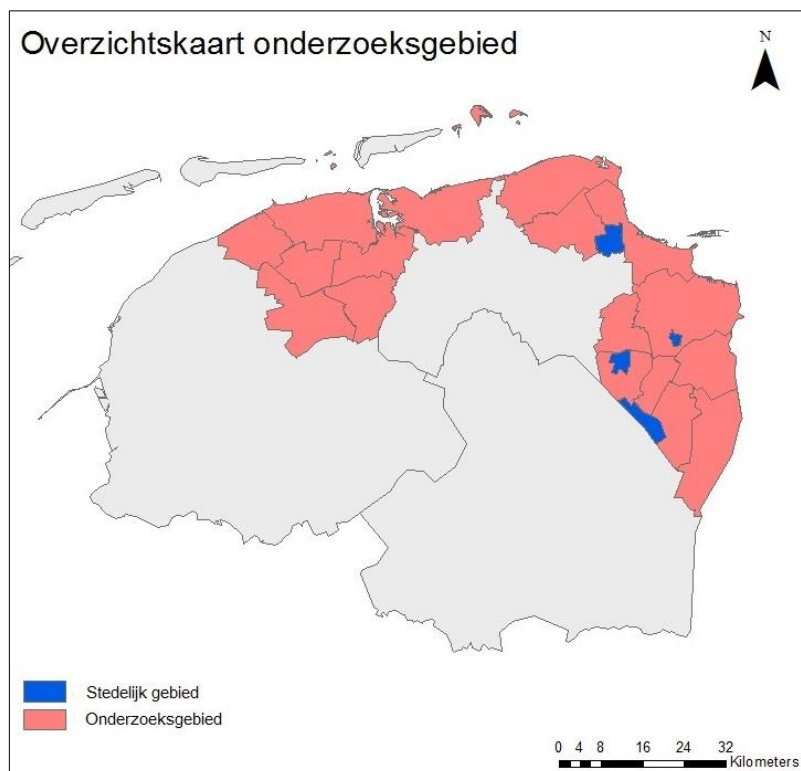 Overzichtskaart onderzoeksgebied
N
Stedelijk gebied
Onderzoeksgebied
0 4 8 16 24 32
Kilometers